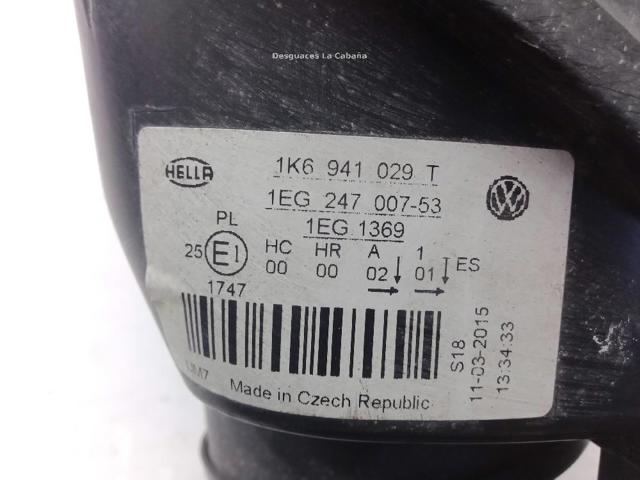 Desguaces La Cabaña
HELLA
1K6 941 029 T
1EG 247 007-53
1EG 1369
PL
25 E1
1747
HC HR A 1
00 00 02 01 ES
S18
11-03-2015
13:34:33
Made in Czech Republic